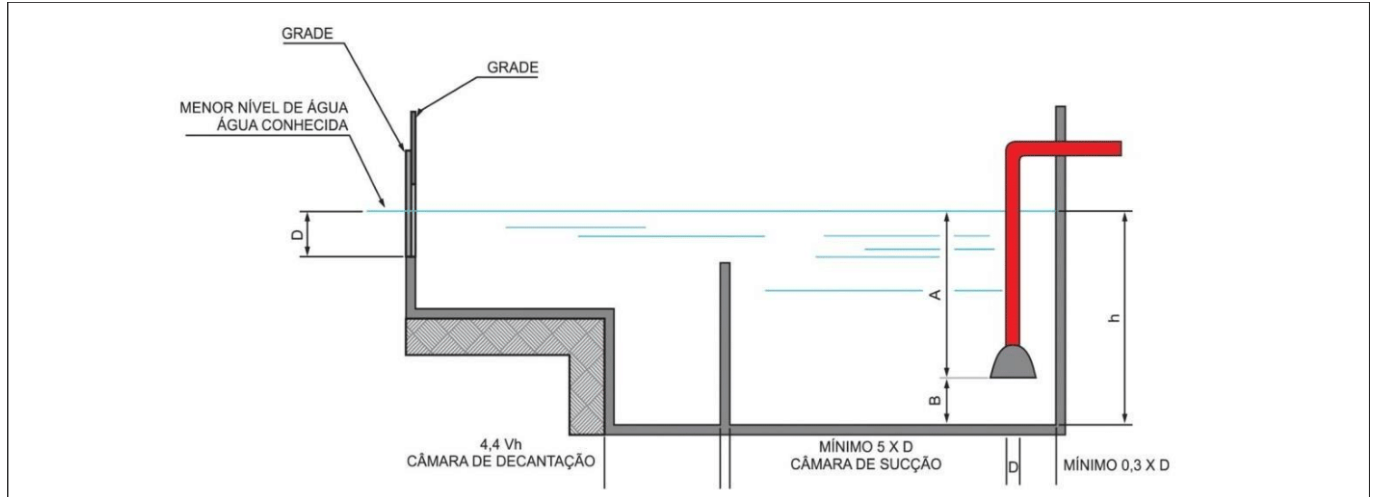 GRADE
GRADE
MENOR NÍVEL DE ÁGUA
ÁGUA CONHECIDA
D
A
h
B
4,4 Vh
CÂMARA DE DECANTAÇÃO
MÍNIMO 5 X D
CÂMARA DE SUCÇÃO
D
MÍNIMO 0,3 X D